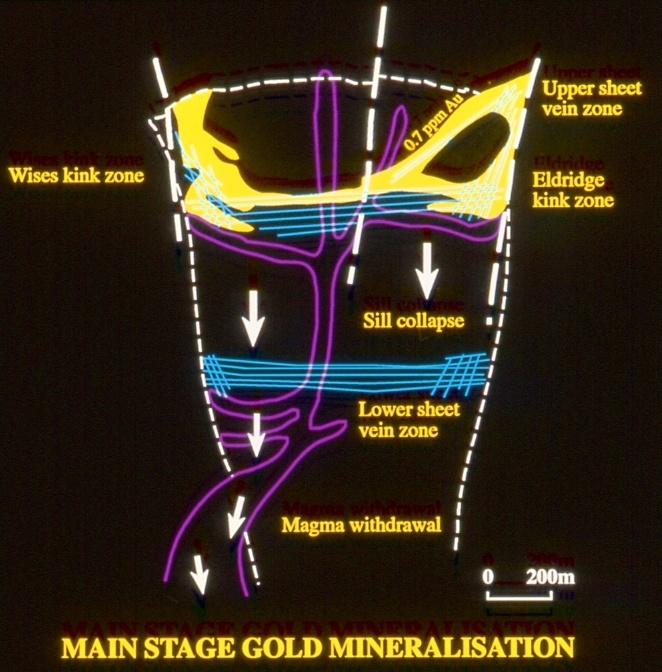 Upper sheet
vein zone
0.7 ppm Au
Wises kink zone
Eldridge
kink zone
Sill collapse
Lower sheet
vein zone
Magma withdrawal
0 200m
MAIN STAGE GOLD MINERALISATION